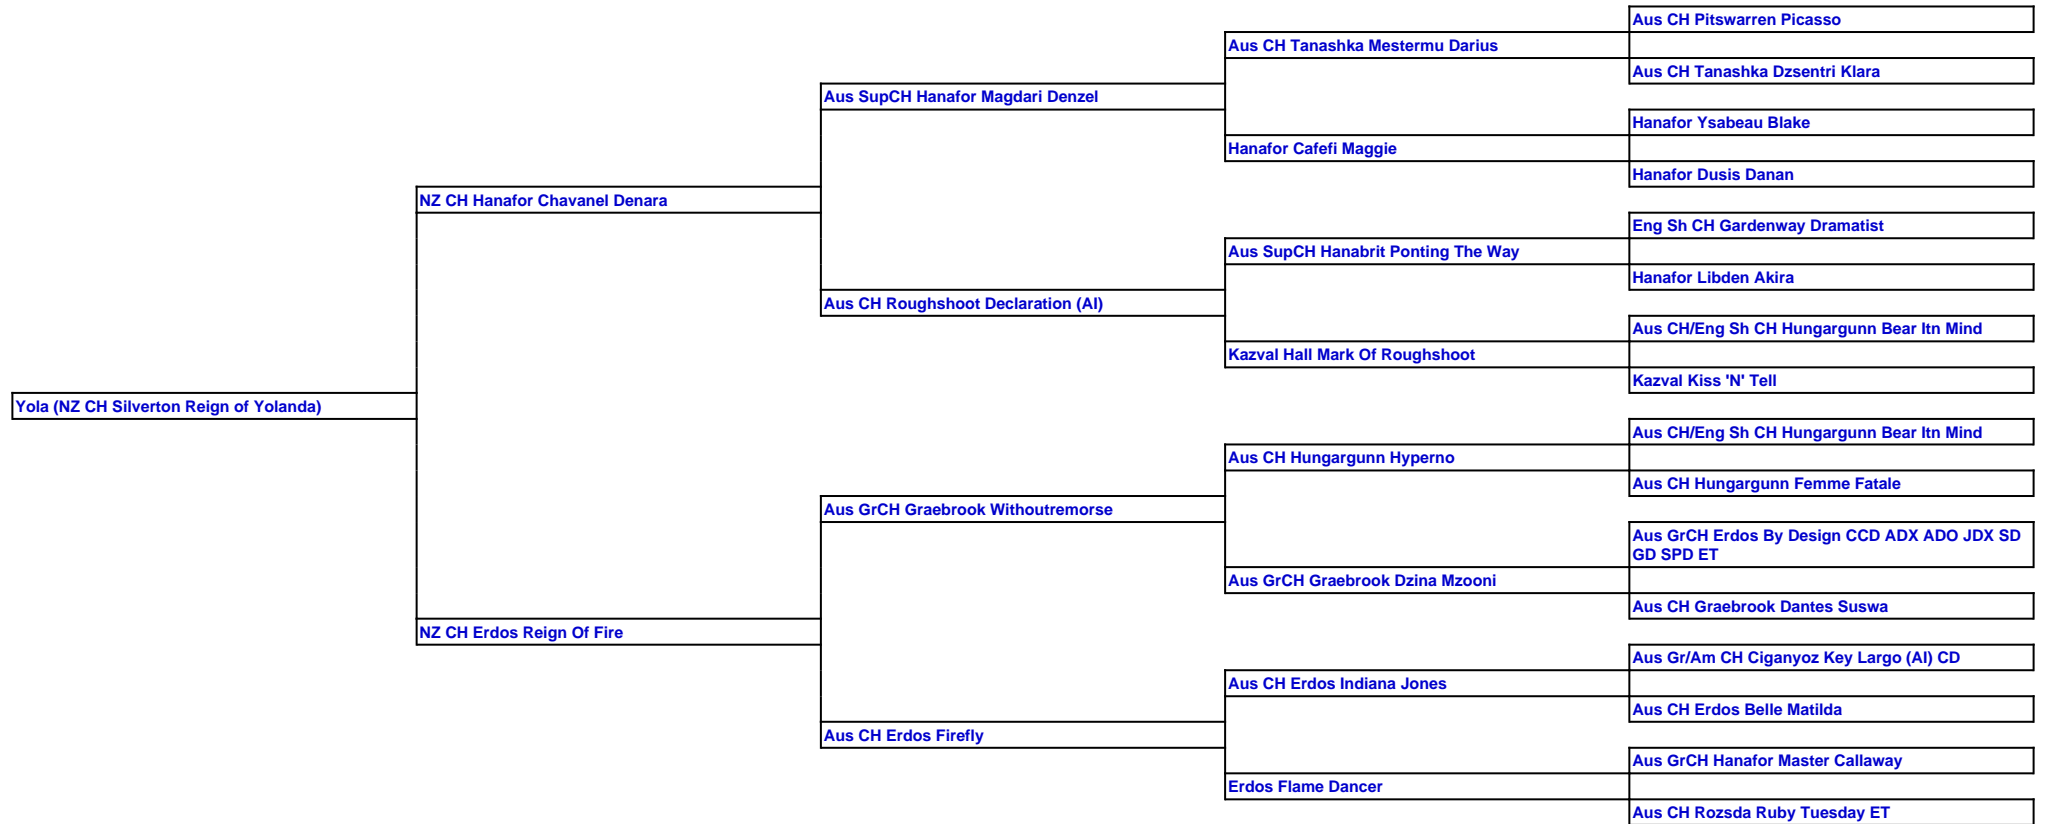 Aus CH Pitswarren Picasso
Aus CH Tanashka Mestermu Darius
Aus CH Tanashka Dzsentri Klara
Aus SupCH Hanafor Magdari Denzel
Hanafor Ysabeau Blake
Hanafor Cafefi Maggie
Hanafor Dusis Danan
NZ CH Hanafor Chavanel Denara
Eng Sh CH Gardenway Dramatist
Aus SupCH Hanabrit Ponting The Way
Hanafor Libden Akira
Aus CH Roughshoot Declaration (AI)
Aus CH/Eng Sh CH Hungargunn Bear Itn Mind
Kazval Hall Mark Of Roughshoot
Kazval Kiss 'N' Tell
Yola (NZ CH Silverton Reign of Yolanda)
Aus CH/Eng Sh CH Hungargunn Bear Itn Mind
Aus CH Hungargunn Hyperno
Aus CH Hungargunn Femme Fatale
Aus GrCH Graebrook Withoutremorse
Aus GrCH Erdos By Design CCD ADX ADO JDX SD
GD SPD ET
Aus GrCH Graebrook Dzina Mzooni
Aus CH Graebrook Dantes Suswa
NZ CH Erdos Reign Of Fire
Aus Gr/Am CH Ciganyoz Key Largo (AI) CD
Aus CH Erdos Indiana Jones
Aus CH Erdos Belle Matilda
Aus CH Erdos Firefly
Aus GrCH Hanafor Master Callaway
Erdos Flame Dancer
Aus CH Rozsda Ruby Tuesday ET